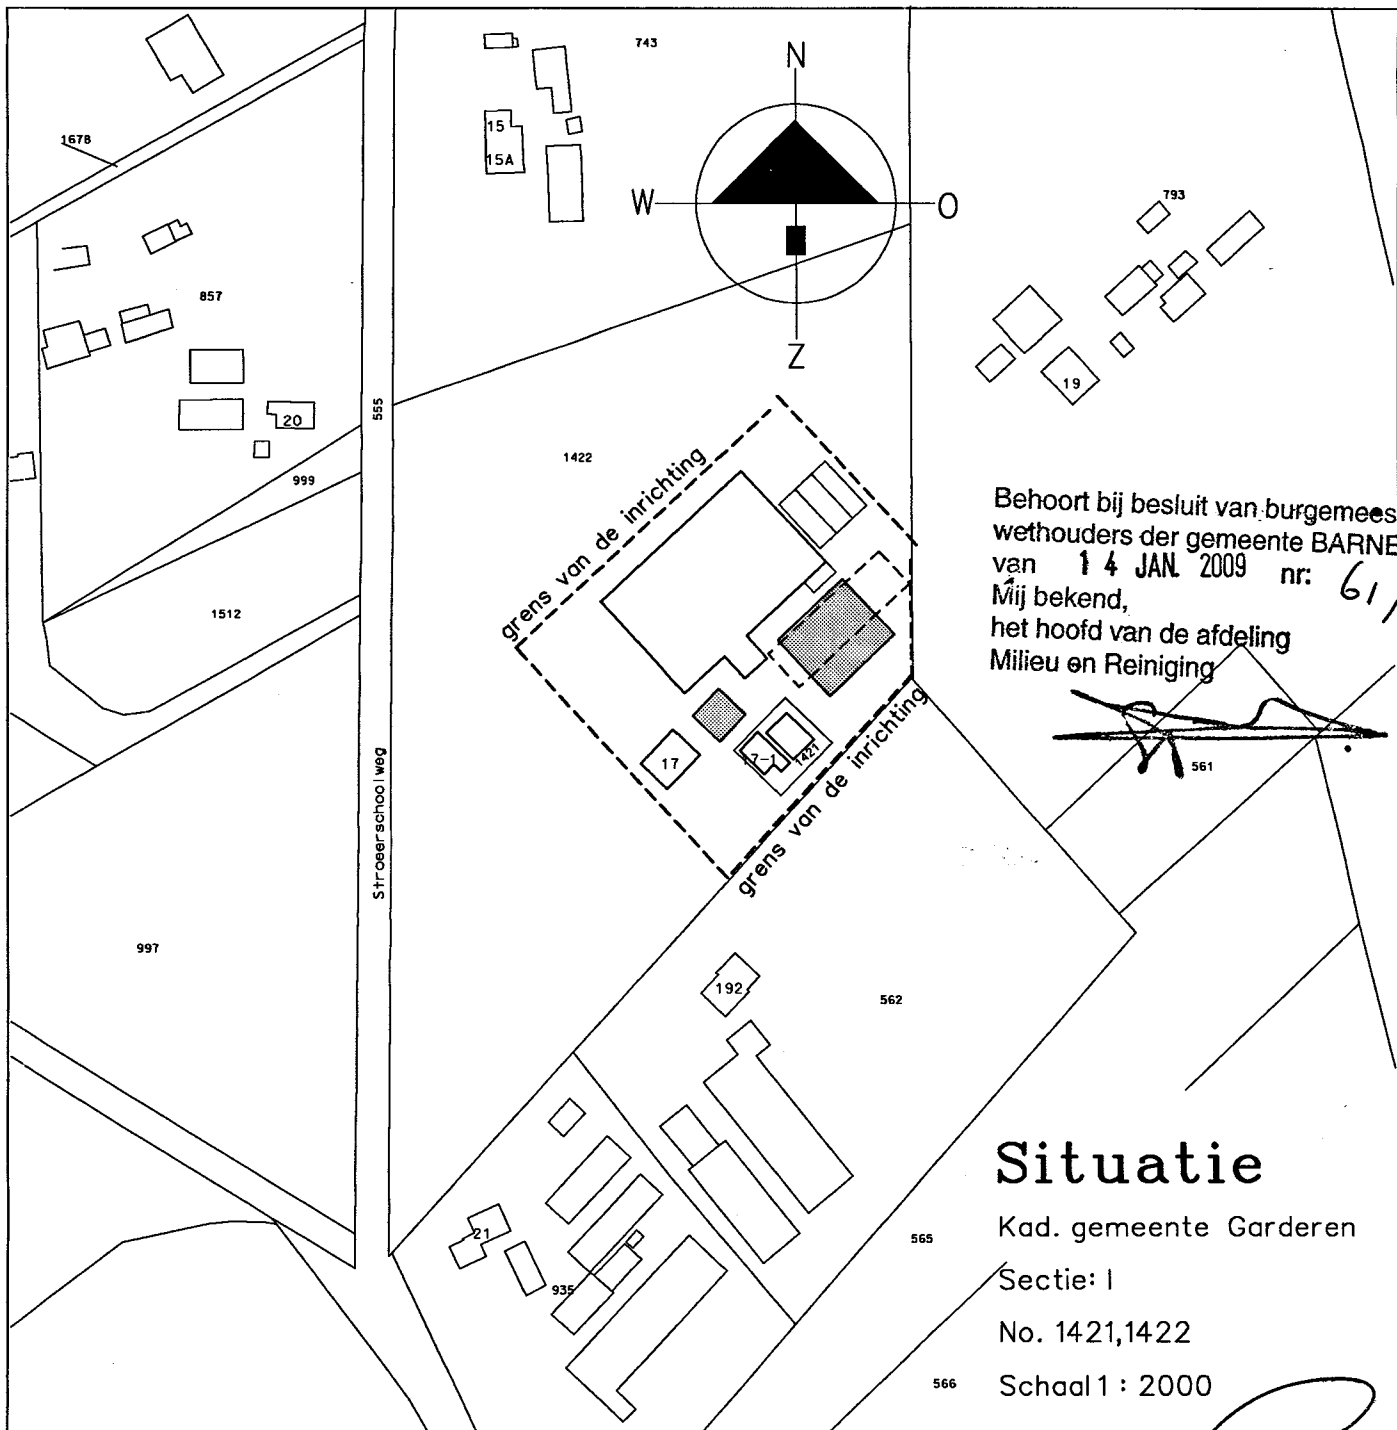 743
N
15
15A
1678
W
O
793
857
Z
19
555
20
1422
999
grens van de inrichting
Behoort bij besluit van burgemees
wethouders der gemeente BARNE
van 14 JAN. 2009 nr: 61
Mij bekend,
het hoofd van de afdeling
Milieu en Reiniging
1512
17
17-1
1421
561
grens van de inrichting
Stroeerschoolweg
997
192
562
21
935
565
566
Situatie
Kad. gemeente Garderen
Sectie: I
No. 1421,1422
Schaal 1 : 2000